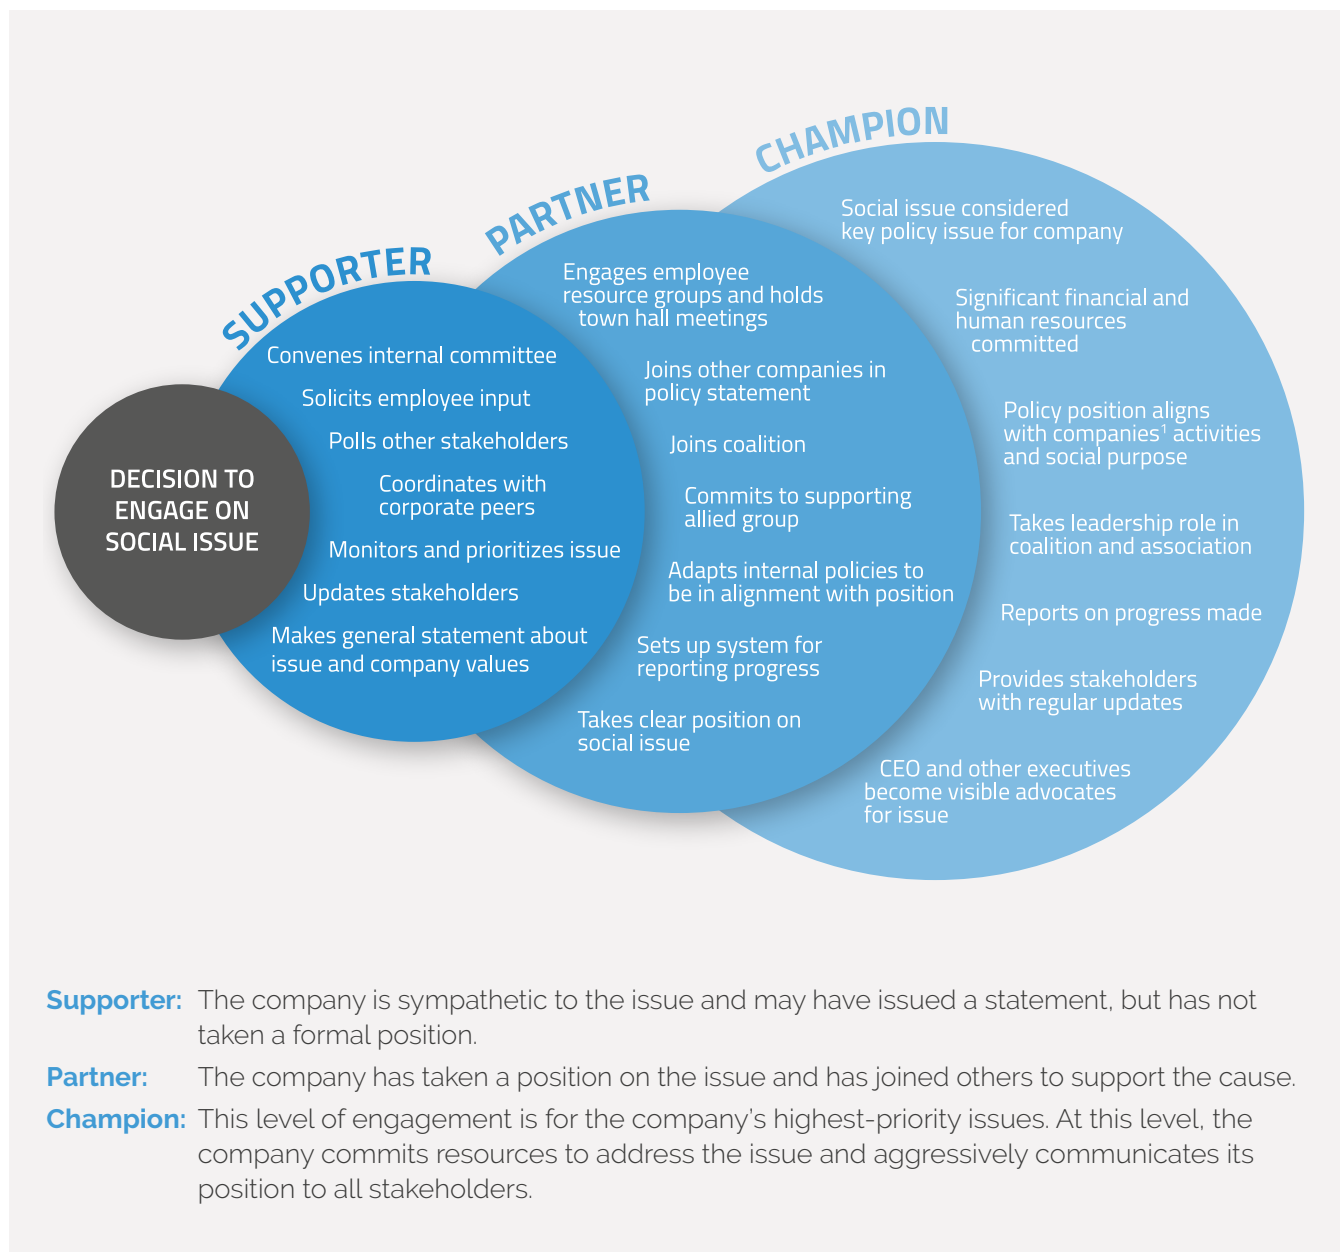 CHAMPION
PARTNER
SUPPORTER
DECISION TO
ENGAGE ON
SOCIAL ISSUE
Convenes internal committee
Solicits employee input
Polls other stakeholders
Coordinates with
corporate peers
Monitors and prioritizes issue
Updates stakeholders
Makes general statement about
issue and company values
Engages employee
resource groups and holds
town hall meetings
Joins other companies in
policy statement
Joins coalition
Commits to supporting
allied group
Adapts internal policies to
be in alignment with position
Sets up system for
reporting progress
Takes clear position on
social issue
Social issue considered
key policy issue for company
Significant financial and
human resources
committed
Policy position aligns
with companies¹ activities
and social purpose
Takes leadership role in
coalition and association
Reports on progress made
Provides stakeholders
with regular updates
CEO and other executives
become visible advocates
for issue
Supporter: The company is sympathetic to the issue and may have issued a statement, but has not
taken a formal position.
Partner: The company has taken a position on the issue and has joined others to support the cause.
Champion: This level of engagement is for the company's highest-priority issues. At this level, the
company commits resources to address the issue and aggressively communicates its
position to all stakeholders.